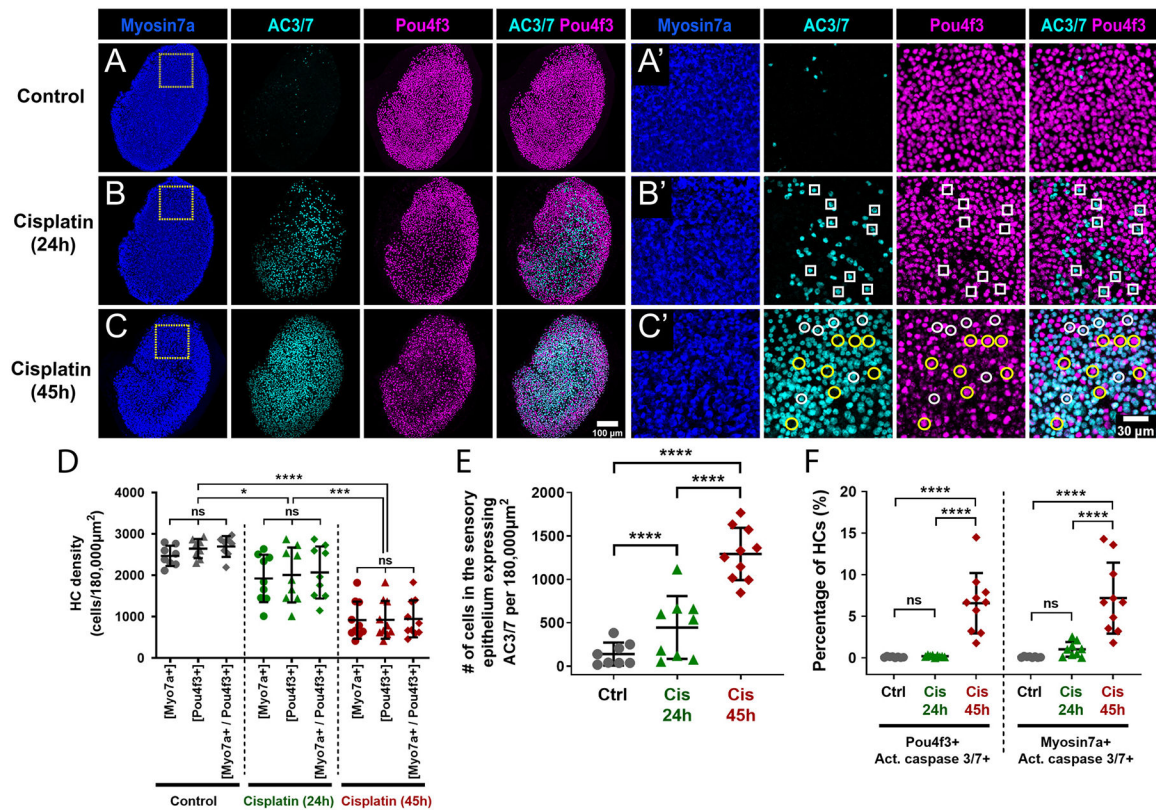 Myosin7a AC3/7 Pou4f3 AC3/7 Pou4f3 Myosin7a AC3/7 Pou4f3 AC3/7 Pou4f3
Control
A A'
Cisplatin
(24h)
B B'
Cisplatin
(45h)
C C'
100 µm
30 µm
D
HC density
(cells/180,000µm²)
4000
3000
2000
1000
0
****
* ***
ns ns ns
[Myo7a+]
[Pou4f3+]
[Myo7a+ / Pou4f3+]
[Myo7a+]
[Pou4f3+]
[Myo7a+ / Pou4f3+]
[Myo7a+]
[Pou4f3+]
[Myo7a+ / Pou4f3+]
Control Cisplatin (24h) Cisplatin (45h)
E
# of cells in the sensory
epithelium expressing
AC3/7 per 180,000µm²
2000
1500
1000
500
0
****
****
****
Ctrl Cis Cis
24h 45h
F
Percentage of HCs (%)
20
15
10
5
0
**** ****
**** ****
ns ns
Ctrl Cis Cis Ctrl Cis Cis
24h 45h 24h 45h
Pou4f3+ Myosin7a+
Act. caspase 3/7+ Act. caspase 3/7+